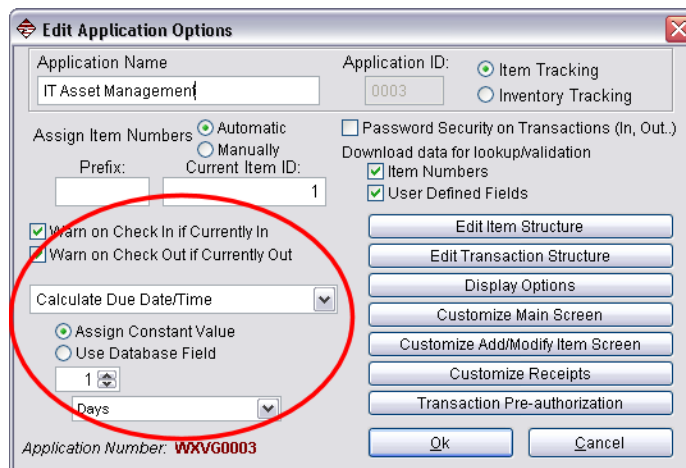 Edit Application Options
Application Name
IT Asset Management
Application ID:
0003
Item Tracking
Inventory Tracking
Assign Item Numbers
Automatic
Manually
Prefix:
Current Item ID:
1
Password Security on Transactions (In, Out..)
Download data for lookup/validation
Item Numbers
User Defined Fields
Warn on Check In if Currently In
Warn on Check Out if Currently Out
Calculate Due Date/Time
Assign Constant Value
Use Database Field
1
Days
Edit Item Structure
Edit Transaction Structure
Display Options
Customize Main Screen
Customize Add/Modify Item Screen
Customize Receipts
Transaction Pre-authorization
Application Number: WXVG0003
Ok
Cancel